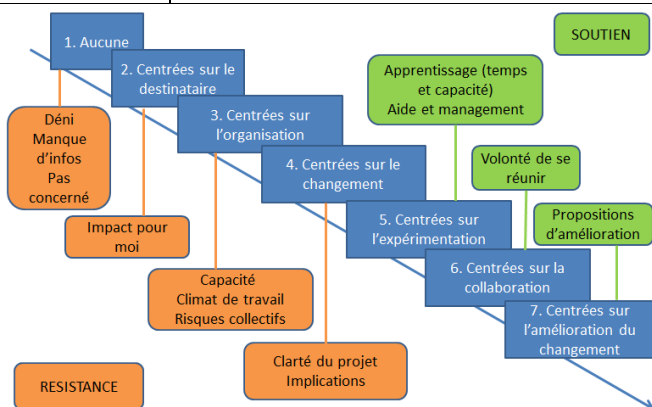 1. Aucune
SOUTIEN
2. Centrées sur le
destinataire
Apprentissage (temps
et capacité)
Aide et management
3. Centrées sur
l'organisation
Déni
Manque
d'infos
Pas
concerné
4. Centrées sur le
changement
Volonté de se
réunir
Impact pour
moi
5. Centrées sur
l'expérimentation
Propositions
d'amélioration
6. Centrées sur la
collaboration
Capacité
Climat de travail
Risques collectifs
7. Centrées sur
l'amélioration du
changement
Clarté du projet
Implications
RESISTANCE